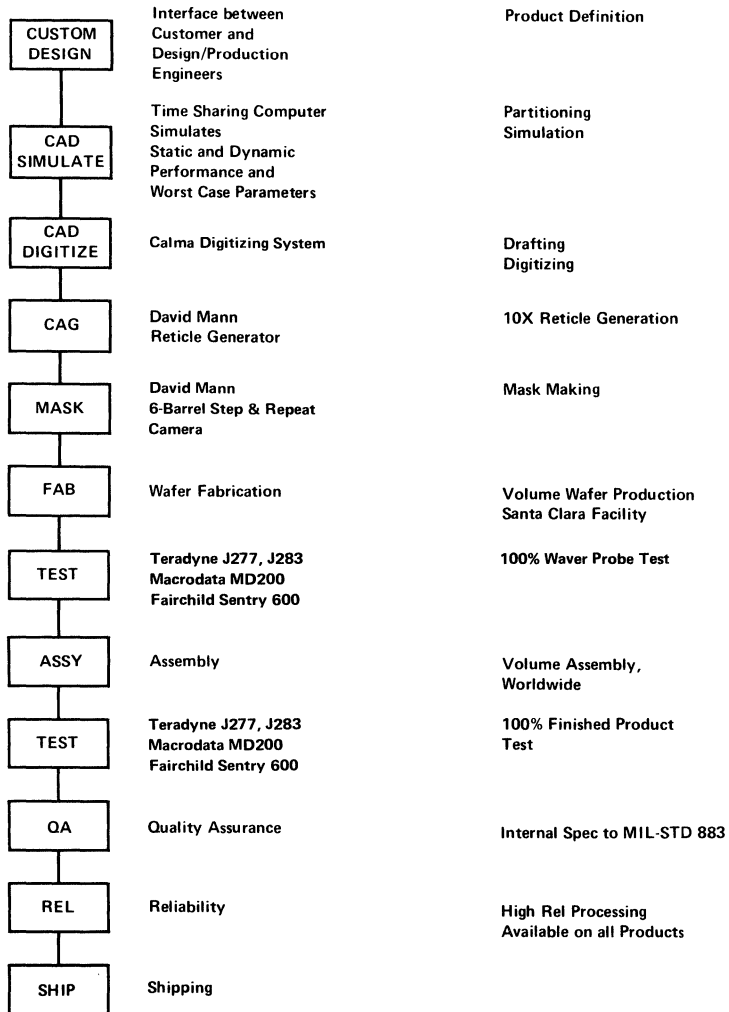 CUSTOM
DESIGN
Interface between
Customer and
Design/Production
Engineers
Product Definition
CAD
SIMULATE
Time Sharing Computer
Simulates
Static and Dynamic
Performance and
Worst Case Parameters
Partitioning
Simulation
CAD
DIGITIZE
Calma Digitizing System
Drafting
Digitizing
CAG
David Mann
Reticle Generator
10X Reticle Generation
MASK
David Mann
6-Barrel Step & Repeat
Camera
Mask Making
FAB
Wafer Fabrication
Volume Wafer Production
Santa Clara Facility
TEST
Teradyne J277, J283
Macrodata MD200
Fairchild Sentry 600
100% Waver Probe Test
ASSY
Assembly
Volume Assembly,
Worldwide
TEST
Teradyne J277, J283
Macrodata MD200
Fairchild Sentry 600
100% Finished Product
Test
QA
Quality Assurance
Internal Spec to MIL-STD 883
REL
Reliability
High Rel Processing
Available on all Products
SHIP
Shipping